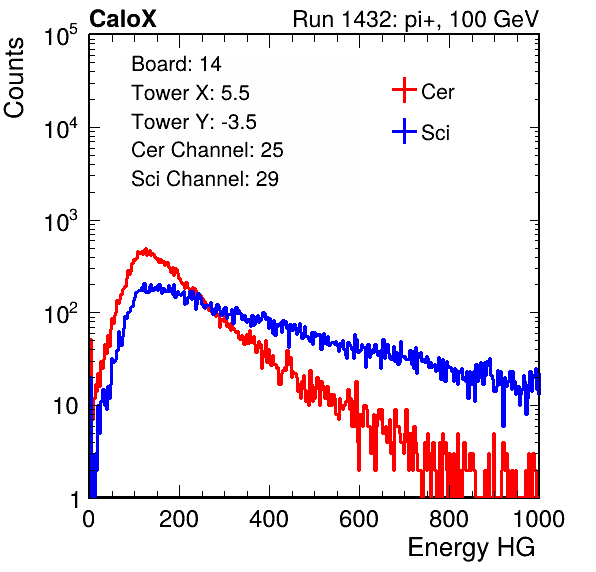 CaloX Run 1432: pi+, 100 GeV
Counts
10^5
10^4
10^3
10^2
10
1
Board: 14
Tower X: 5.5
Tower Y: -3.5
Cer Channel: 25
Sci Channel: 29
Cer
Sci
0 200 400 600 800 1000
Energy HG